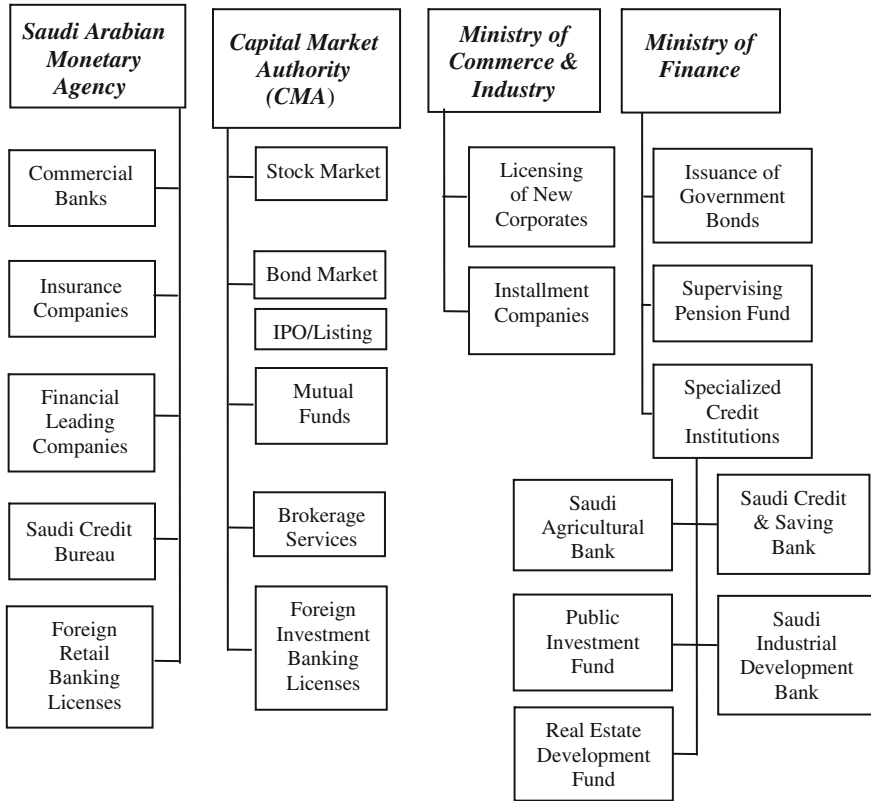 Saudi Arabian
Monetary
Agency
Commercial
Banks
Insurance
Companies
Financial
Leading
Companies
Saudi Credit
Bureau
Foreign
Retail
Banking
Licenses
Capital Market
Authority
(CMA)
Stock Market
Bond Market
IPO/Listing
Mutual
Funds
Brokerage
Services
Foreign
Investment
Banking
Licenses
Ministry of
Commerce &
Industry
Licensing
of New
Corporates
Installment
Companies
Ministry of
Finance
Issuance of
Government
Bonds
Supervising
Pension Fund
Specialized
Credit
Institutions
Saudi
Agricultural
Bank
Saudi Credit
& Saving
Bank
Public
Investment
Fund
Saudi
Industrial
Development
Bank
Real Estate
Development
Fund